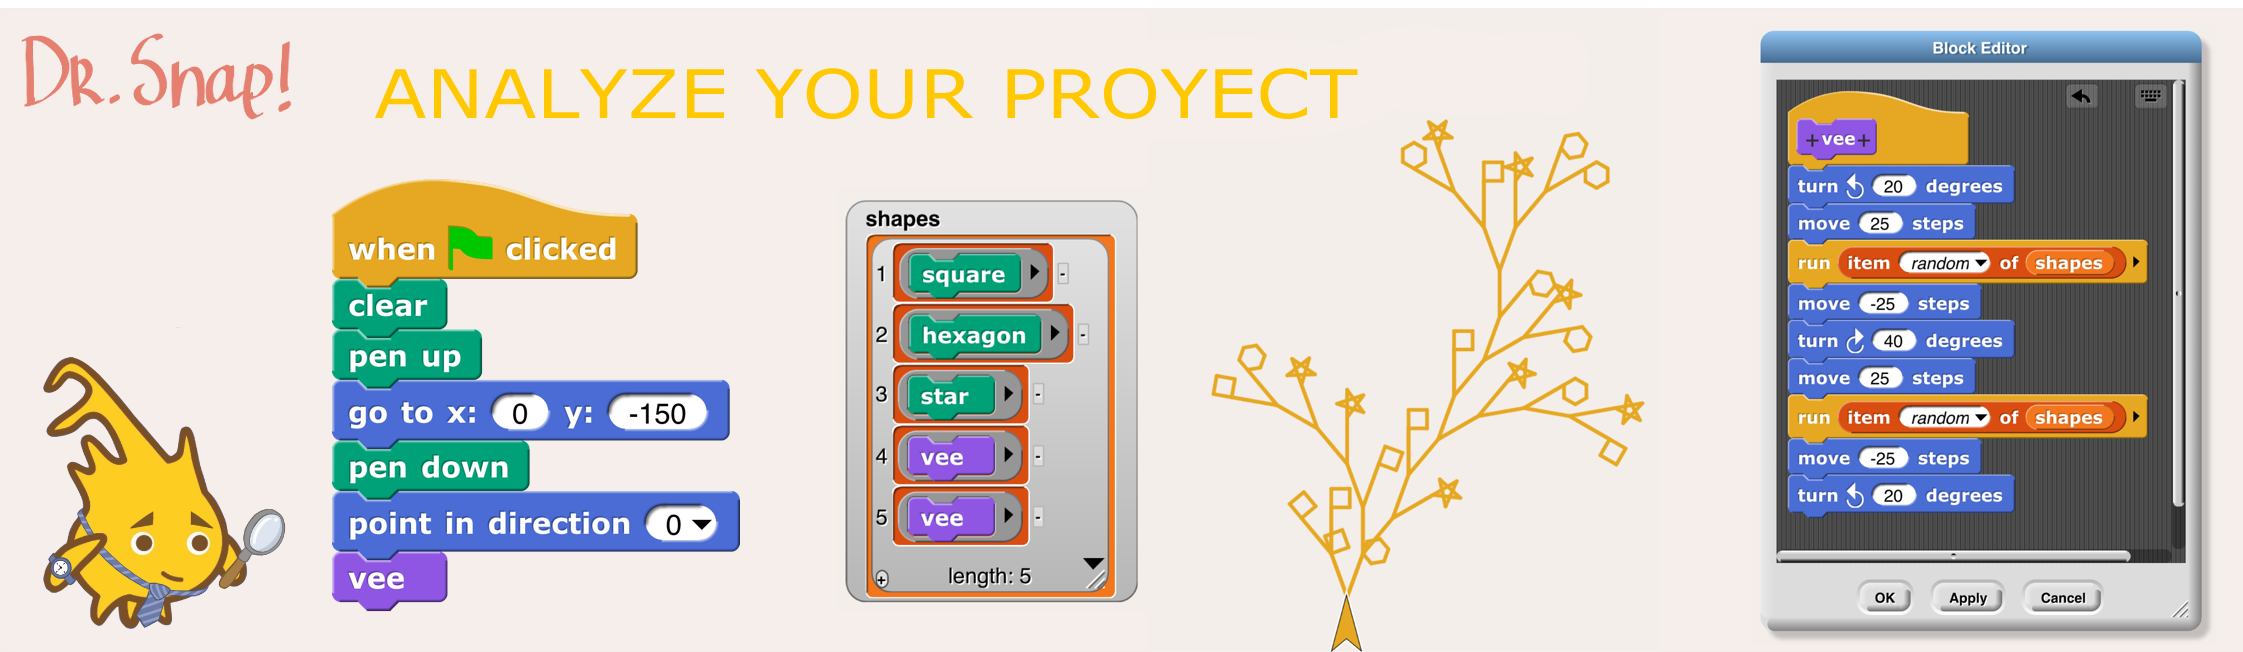 DR. Snap!
ANALYZE YOUR PROYECT
when clicked
clear
pen up
go to x: 0 y: -150
pen down
point in direction 0
vee
shapes
1 square -
2 hexagon -
3 star -
4 vee -
5 vee -
+ length: 5
Block Editor
+vee+
turn 20 degrees
move 25 steps
run item random of shapes
move -25 steps
turn 40 degrees
move 25 steps
run item random of shapes
move -25 steps
turn 20 degrees
OK Apply Cancel